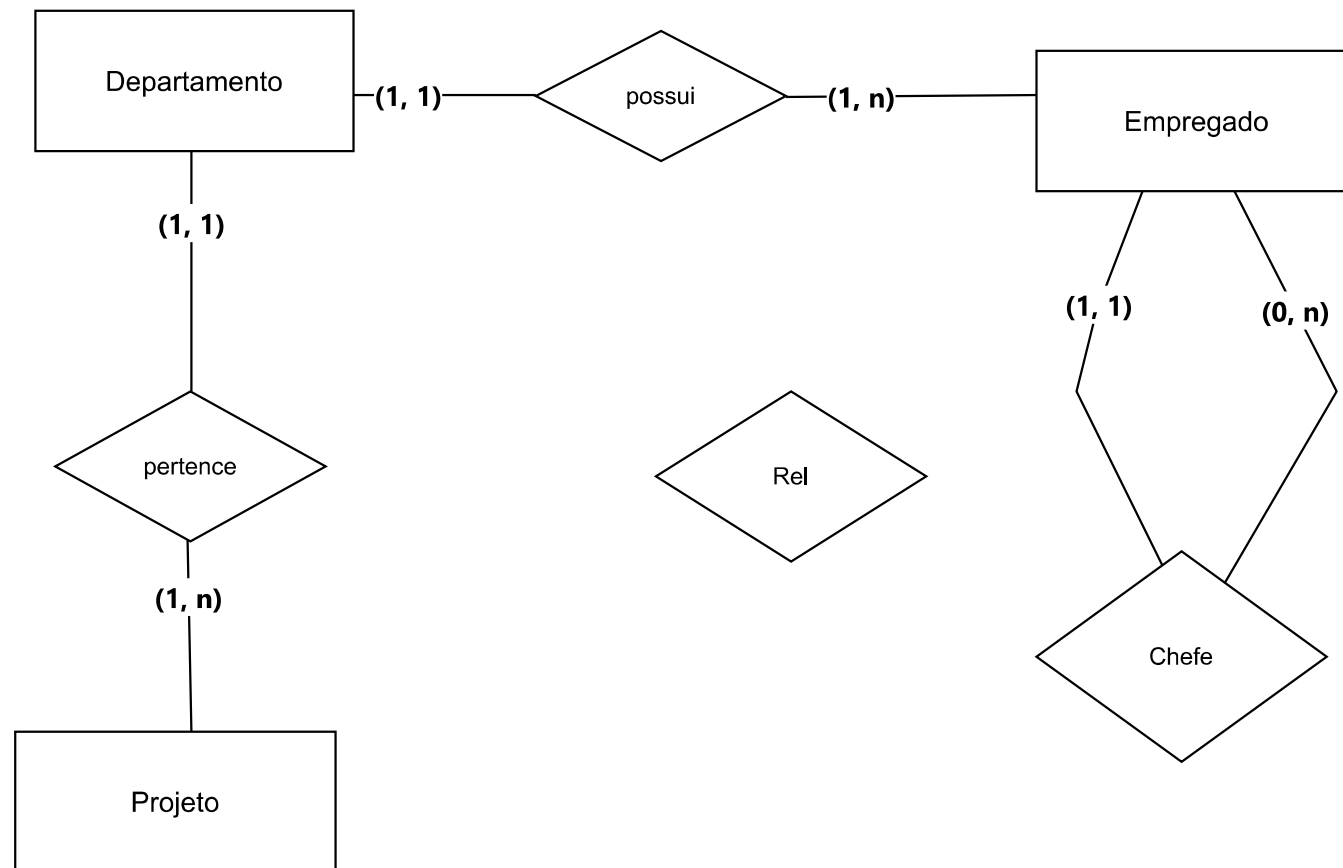 Departamento
(1, 1)
possui
(1, n)
Empregado
(1, 1)
(1, 1)
(0, n)
pertence
Rel
(1, n)
Chefe
Projeto